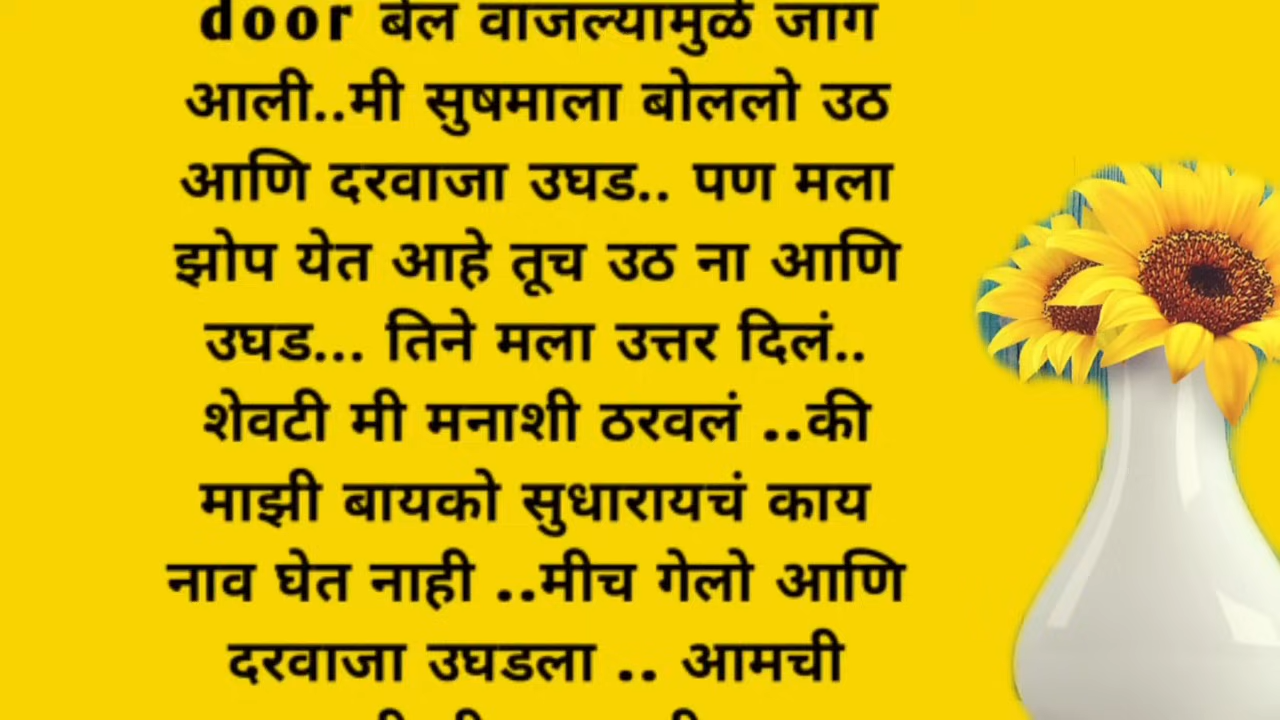 door बेल वाजल्यामुळे जाग
आली..मी सुषमाला बोललो उठ
आणि दरवाजा उघड.. पण मला
झोप येत आहे तूच उठ ना आणि
उघड... तिने मला उत्तर दिलं..
शेवटी मी मनाशी ठरवलं ..की
माझी बायको सुधारायचं काय
नाव घेत नाही ..मीच गेलो आणि
दरवाजा उघडला .. आमची